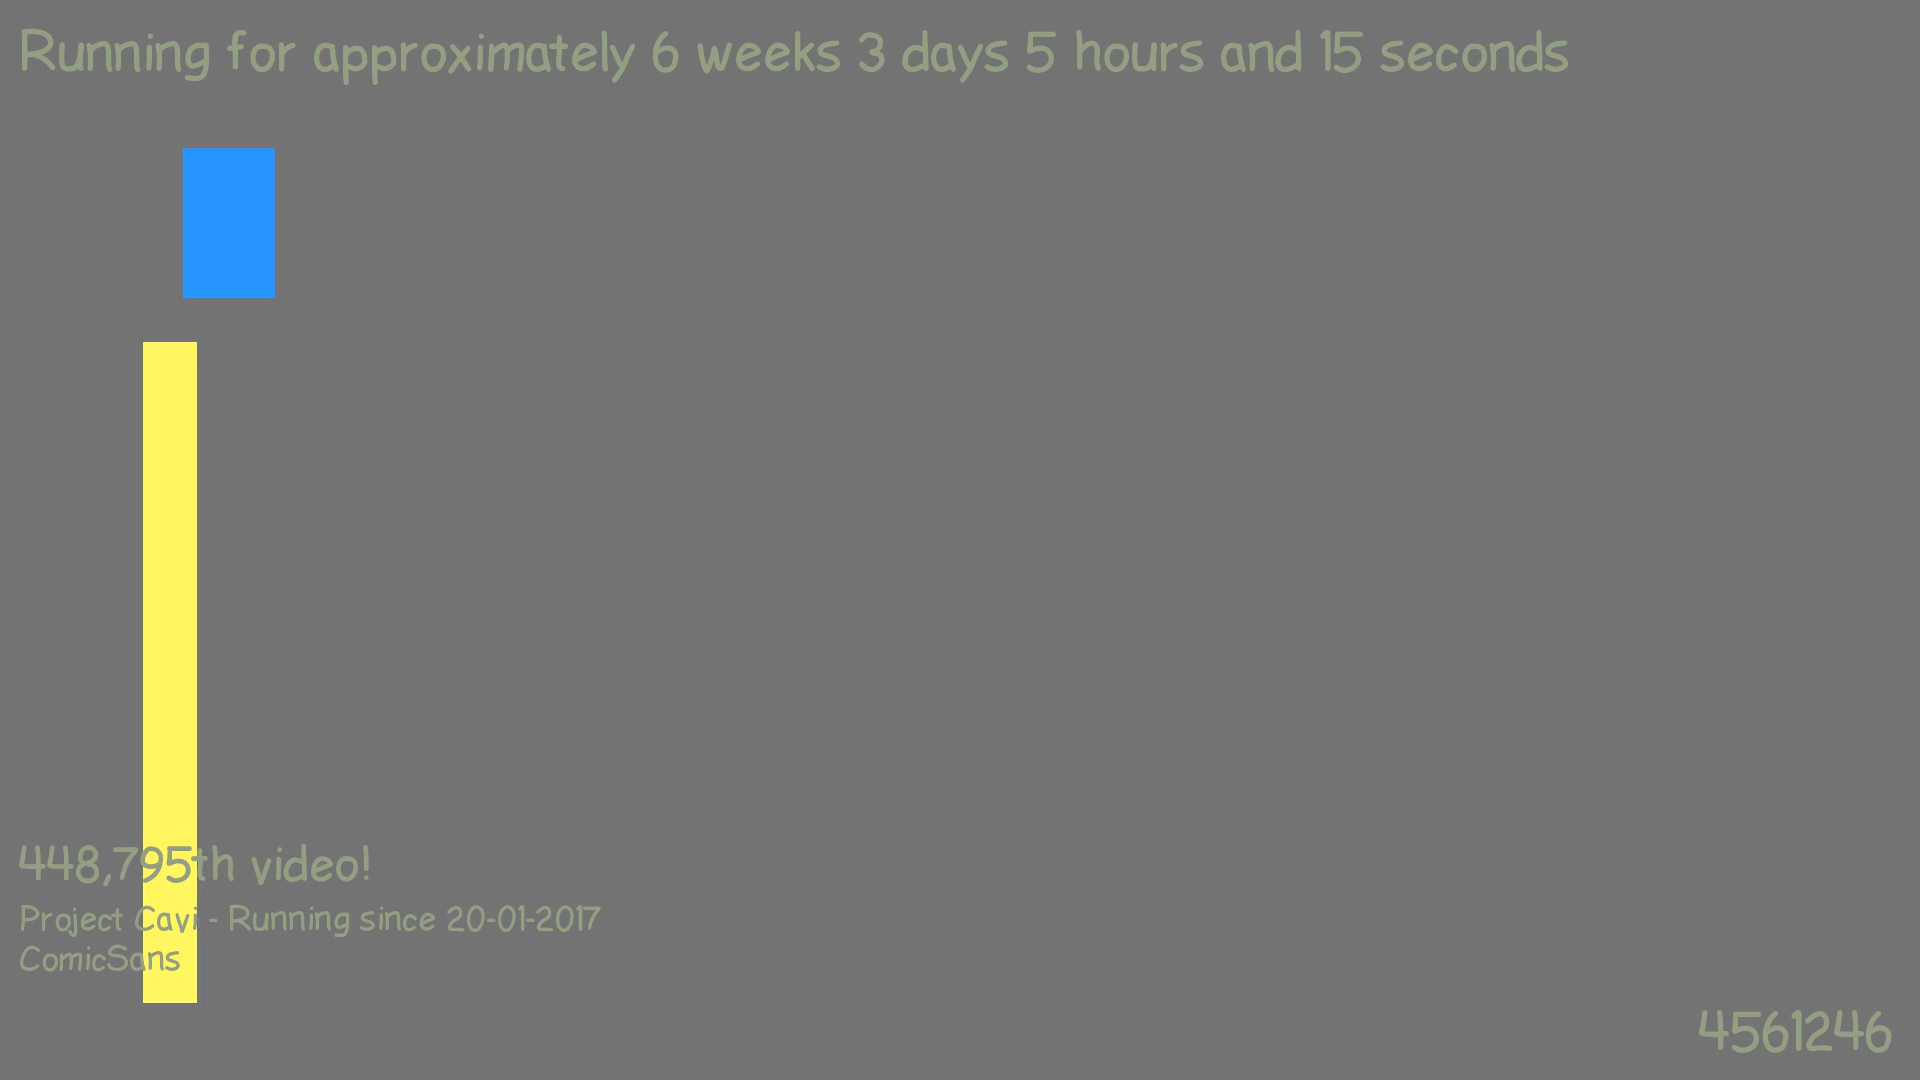 Running for approximately 6 weeks 3 days 5 hours and 15 seconds
448,795th video!
Project Cavi - Running since 20-01-2017
ComicSans
4561246